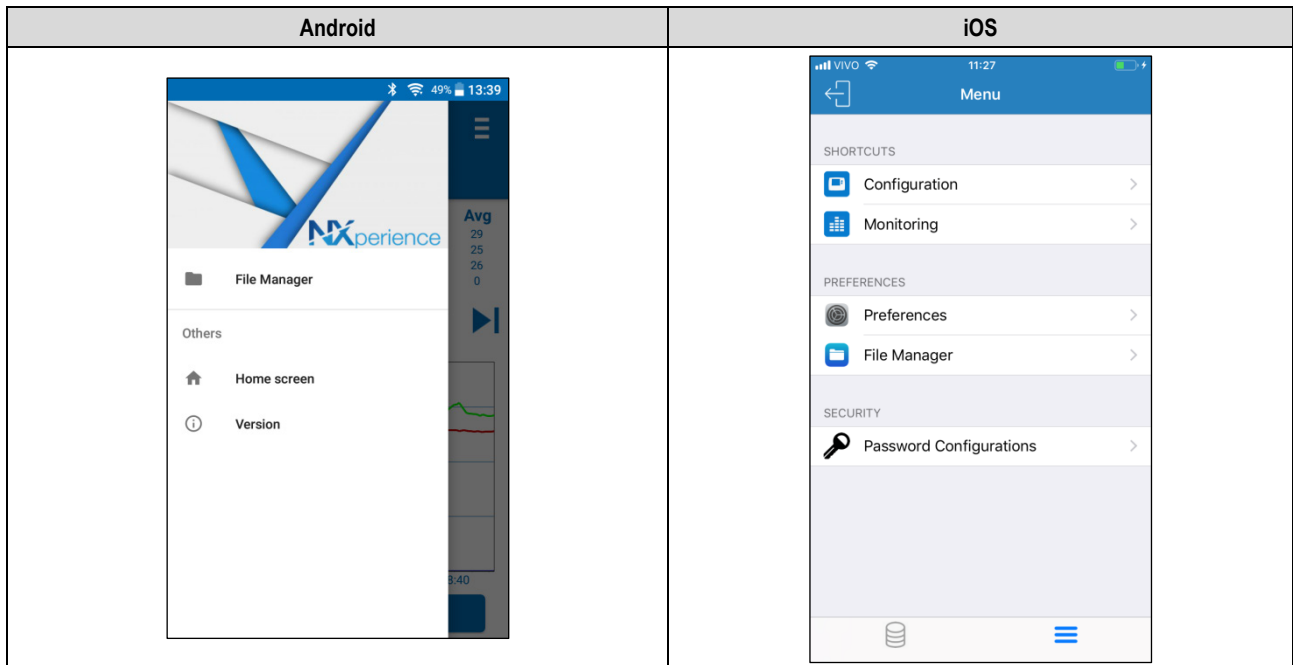 Android
iOS
49% 13:39
NXperience
Avg
29
25
26
0
File Manager
Others
Home screen
Version
3:40
VIVO 11:27
Menu
SHORTCUTS
Configuration
Monitoring
PREFERENCES
Preferences
File Manager
SECURITY
Password Configurations